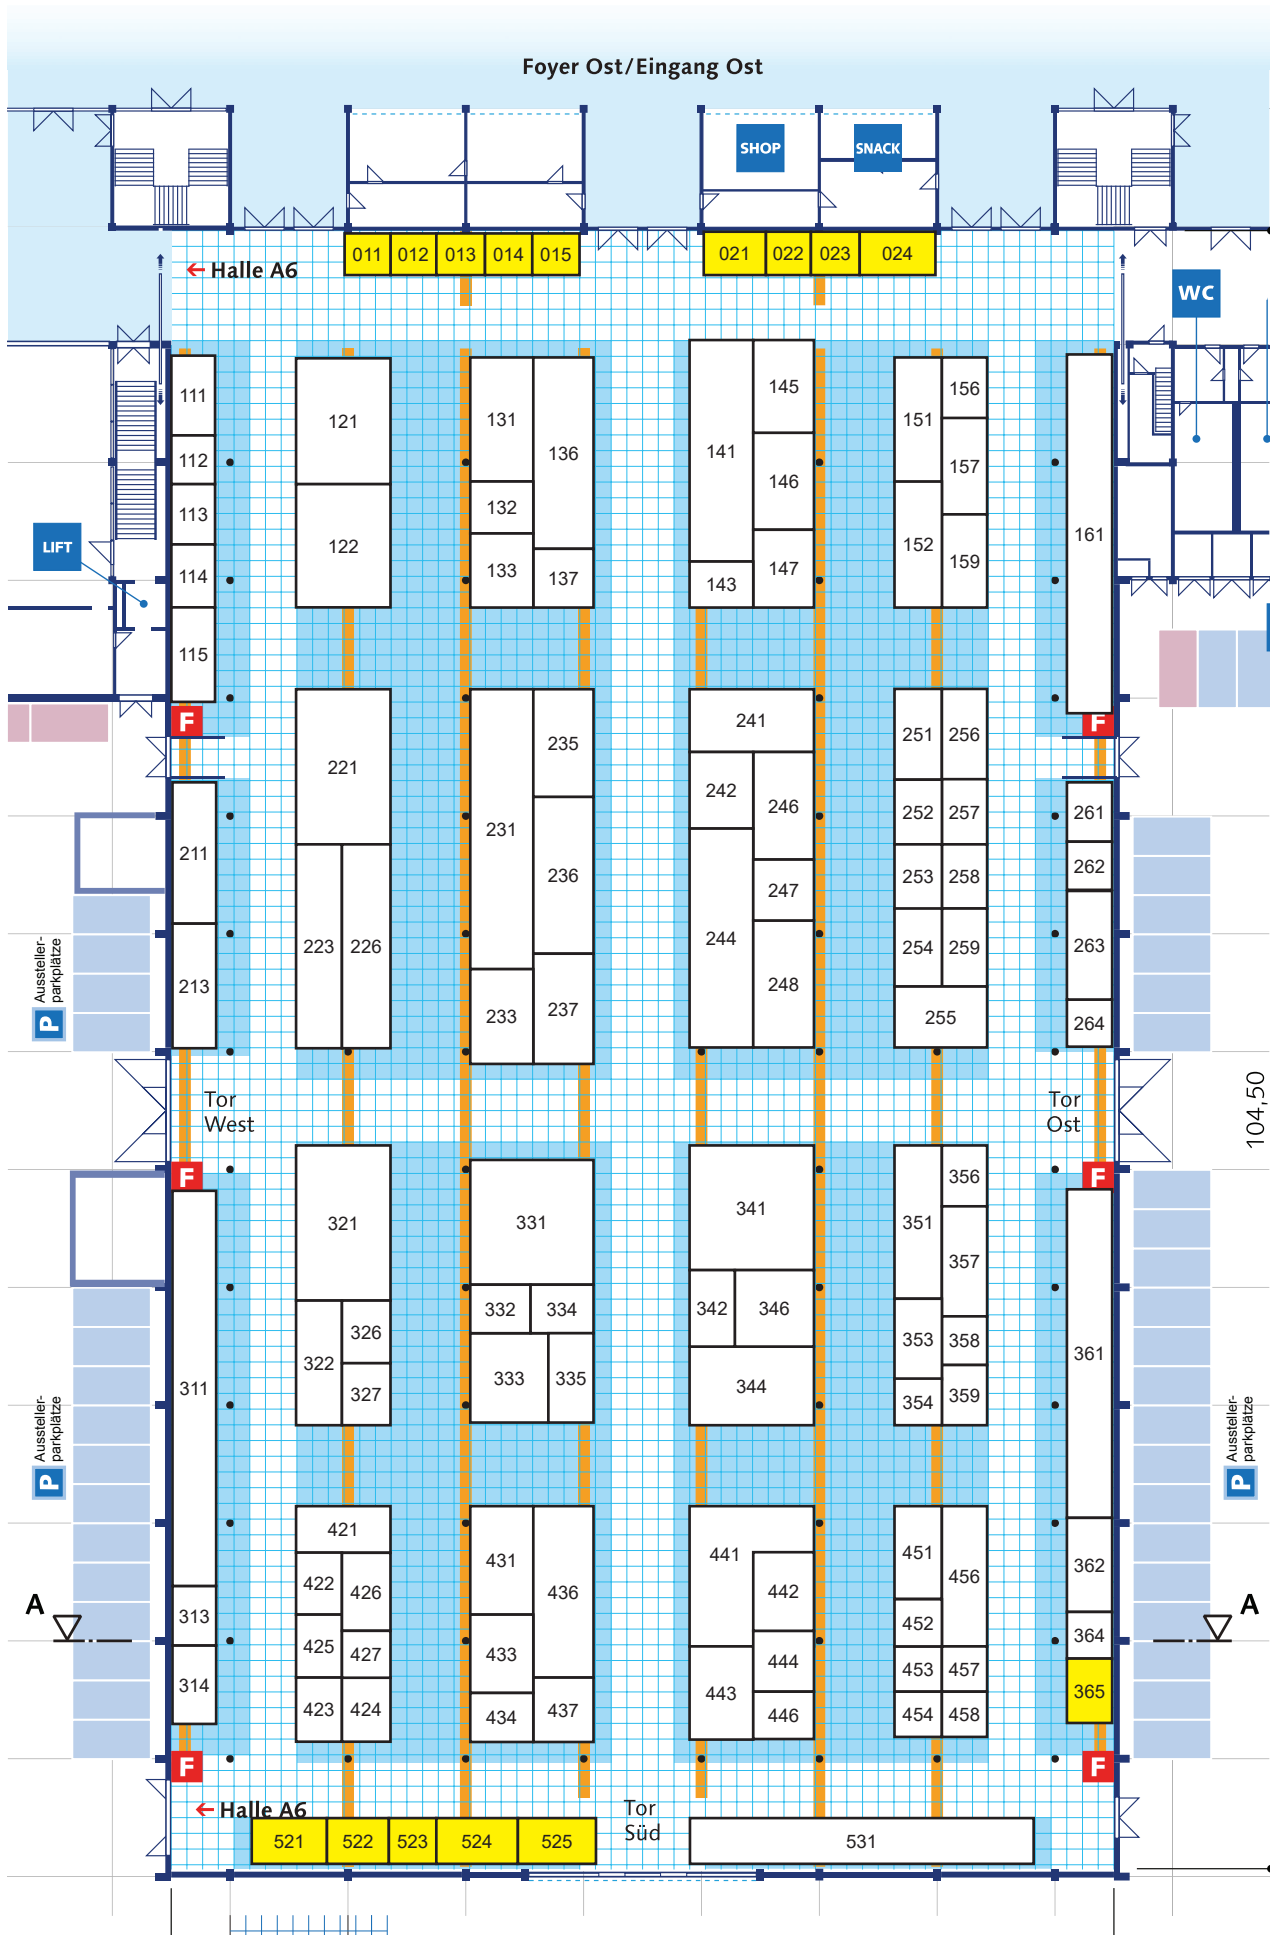 Foyer Ost/Eingang Ost
SHOP
SNACK
011 012 013 014 015 021 022 023 024
← Halle A6
WC
111 121 131 136 141 145 151 156 161
112 122 132 146 157
113 133 137 143 147 152 159
LIFT
114
115
F F
211 221 231 235 241 251 256 261
242 246 252 257 262
213 223 226 236 244 247 253 258 263
233 237 248 254 259 264
255
Aussteller-
parkplätze
P
Tor
West
Tor
Ost
104,50
F F
311 321 331 341 351 356 361
322 326 332 334 342 346 353 357
327 333 335 344 354 358
359
Aussteller-
parkplätze
P
Aussteller-
parkplätze
P
421 431 436 441 442 451 456 362
A A
313 422 426 433 444 452 364
314 425 427 434 437 443 446 453 457 365
423 424 454 458
F F
← Halle A6
Tor
Süd
521 522 523 524 525 531